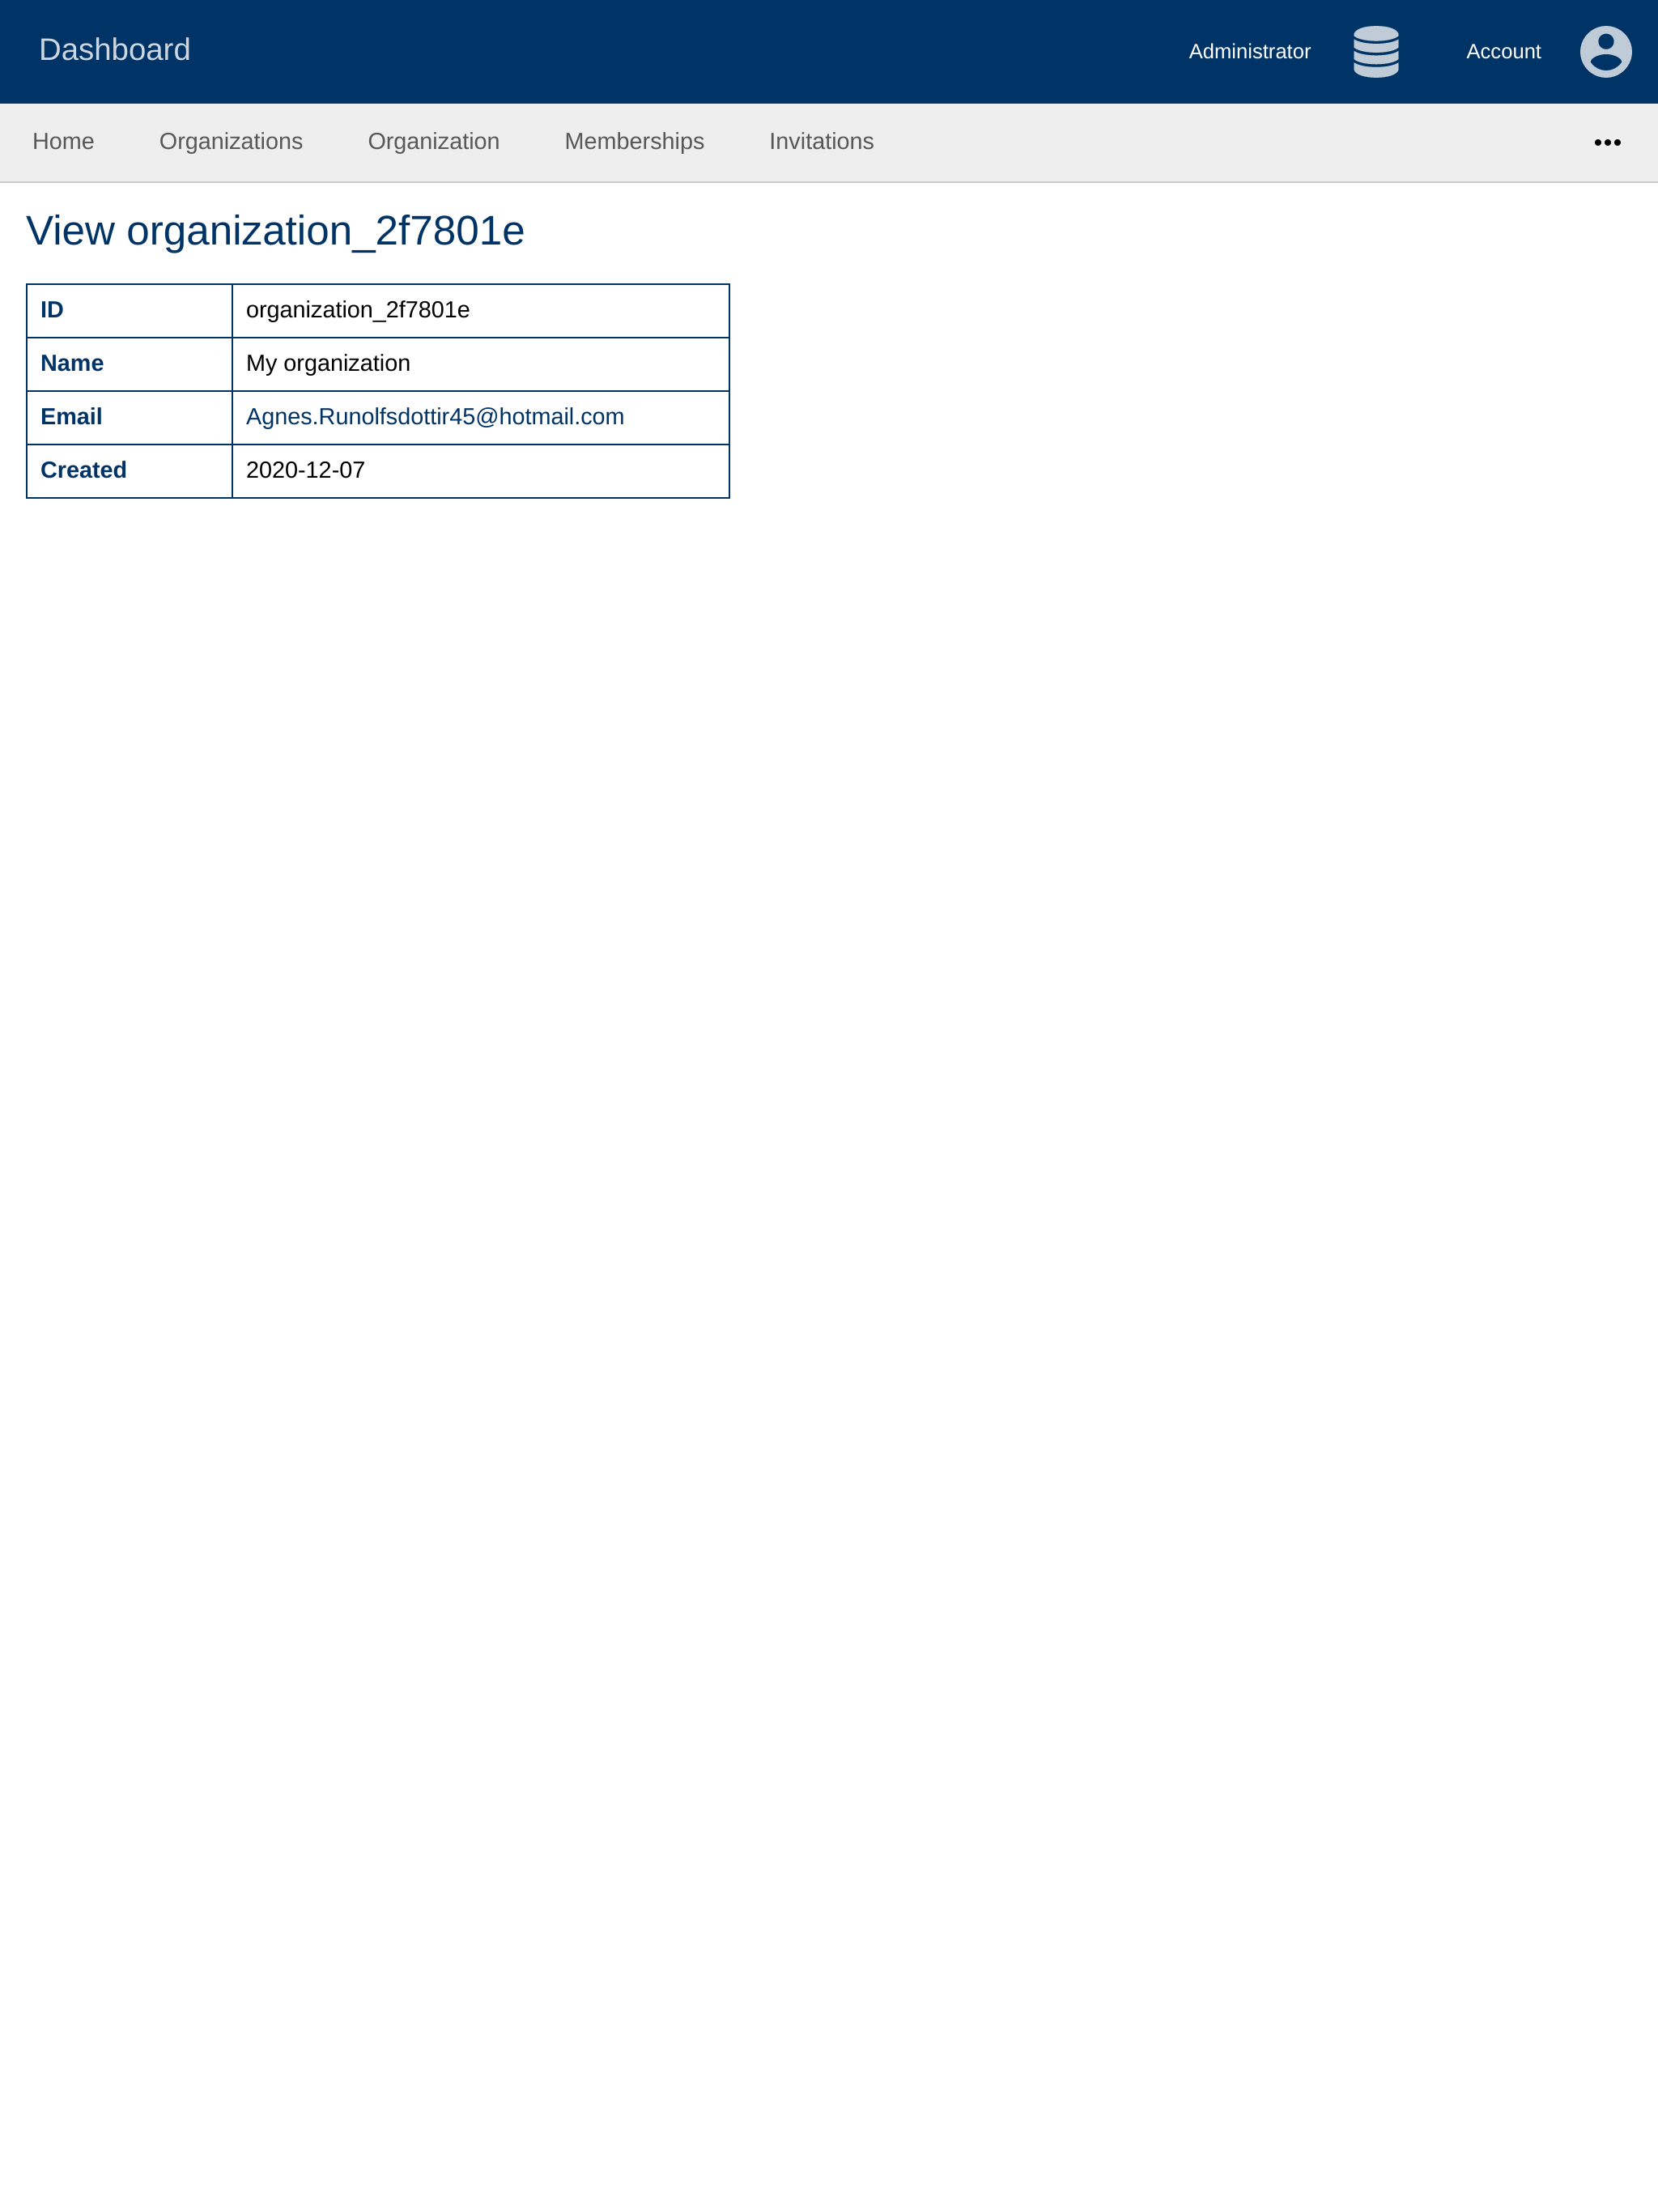 Dashboard Administrator Account
Home Organizations Organization Memberships Invitations •••
View organization_2f7801e
ID organization_2f7801e
Name My organization
Email Agnes.Runolfsdottir45@hotmail.com
Created 2020-12-07